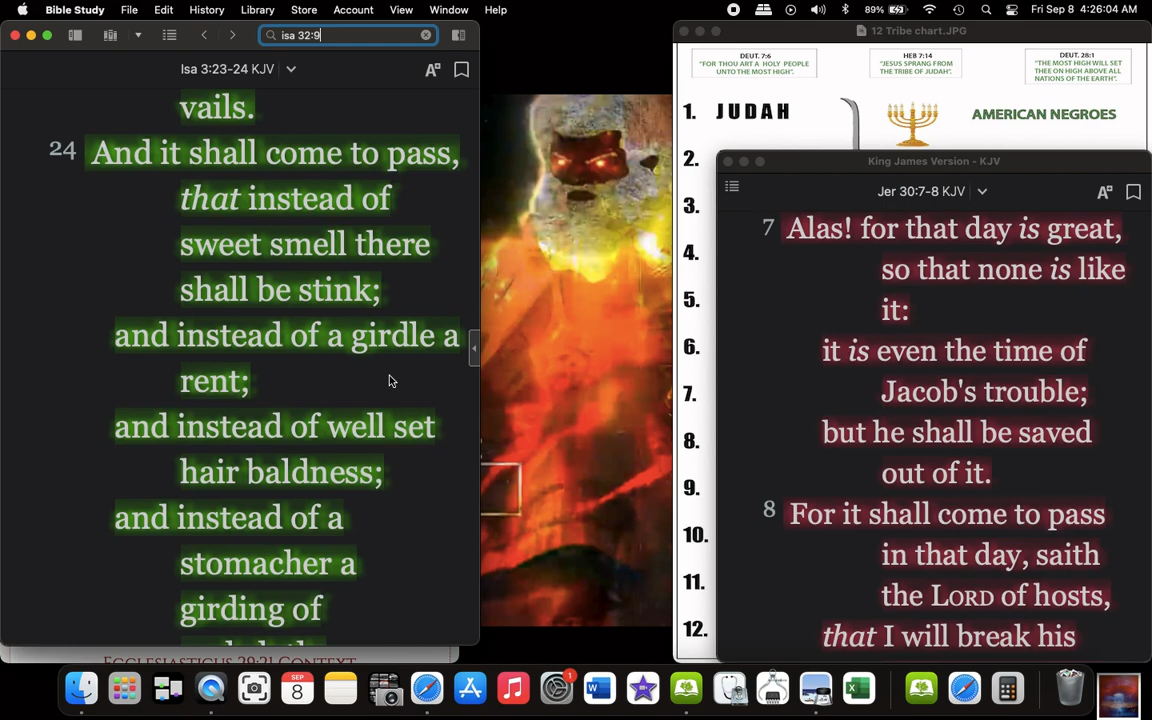 Bible Study File Edit History Library Store Account View Window Help 89% Fri Sep 8 4:26:04 AM
isa 32:9
Isa 3:23-24 KJV
vails.
24 And it shall come to pass,
that instead of
sweet smell there
shall be stink;
and instead of a girdle a
rent;
and instead of well set
hair baldness;
and instead of a
stomacher a
girding of
ECCLESIASTICUS 29:21 CONTEXT
12 Tribe chart.JPG
DEUT. 7:6
"FOR THOU ART A HOLY PEOPLE
UNTO THE MOST HIGH".
HEB 7:14
"JESUS SPRANG FROM
THE TRIBE OF JUDAH".
DEUT. 28:1
"THE MOST HIGH WILL SET
THEE ON HIGH ABOVE ALL
NATIONS OF THE EARTH".
1. JUDAH AMERICAN NEGROES
2.
3.
4.
5.
6.
7.
8.
9.
10.
11.
12.
King James Version - KJV
Jer 30:7-8 KJV
7 Alas! for that day is great,
so that none is like
it:
it is even the time of
Jacob's trouble;
but he shall be saved
out of it.
8 For it shall come to pass
in that day, saith
the LORD of hosts,
that I will break his
SEP
8
1